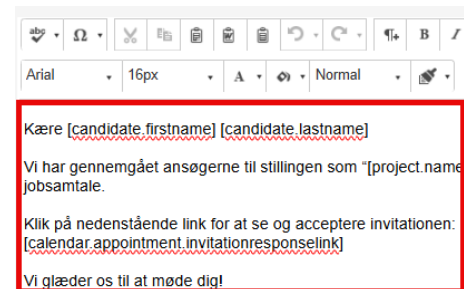 abc Ω B I
Arial 16px A Normal
Kære [candidate.firstname] [candidate.lastname]
Vi har gennemgået ansøgerne til stillingen som “[project.name
jobsamtale.
Klik på nedenstående link for at se og acceptere invitationen:
[calendar.appointment.invitationresponselink]
Vi glæder os til at møde dig!